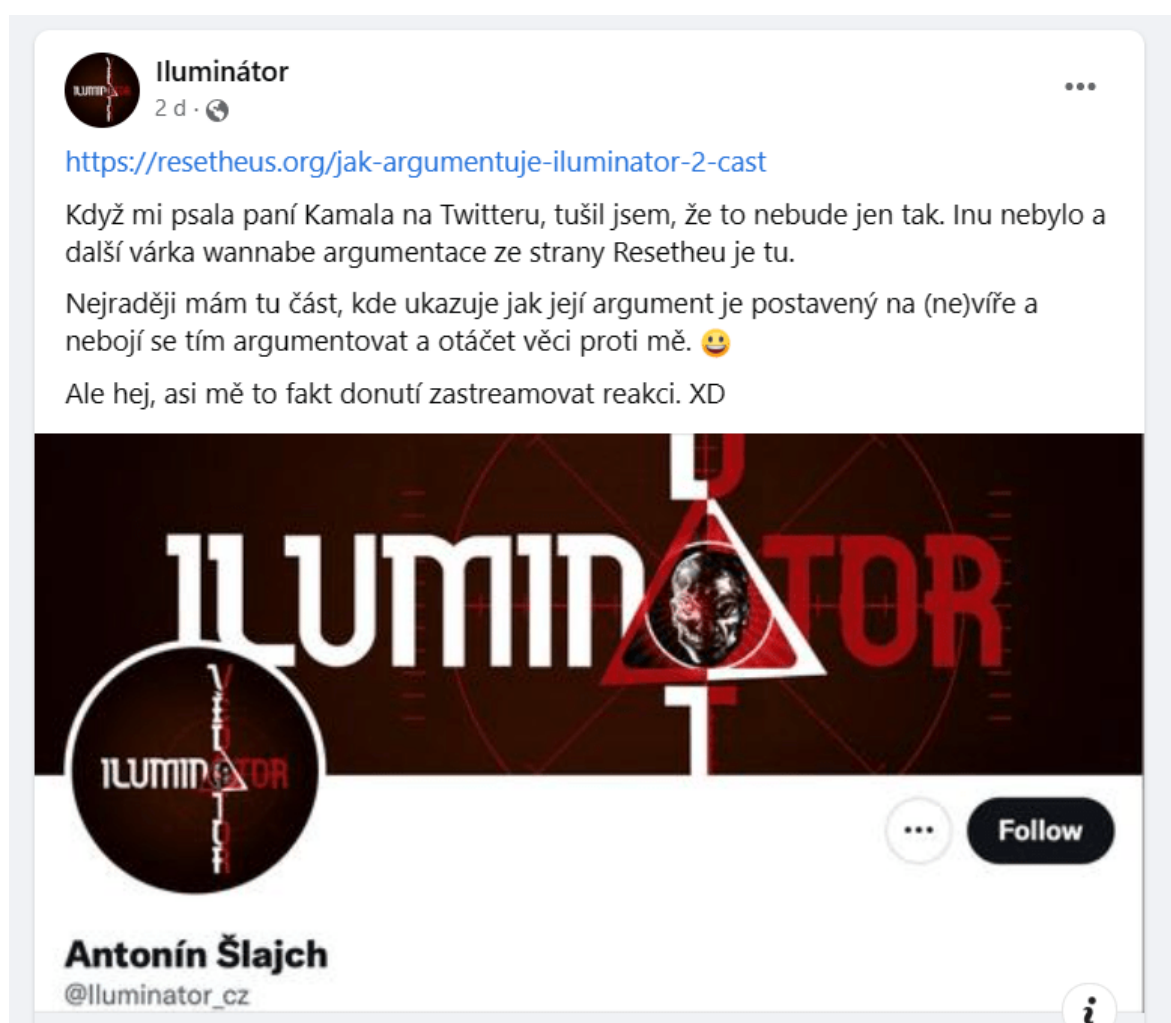 Iluminátor
2 d ·
https://resetheus.org/jak-argumentuje-iluminator-2-cast
Když mi psala paní Kamala na Twitteru, tušil jsem, že to nebude jen tak. Inu nebylo a
další várka wannabe argumentace ze strany Resetheu je tu.
Nejraději mám tu část, kde ukazuje jak její argument je postavený na (ne)víře a
nebojí se tím argumentovat a otáčet věci proti mě. 😀
Ale hej, asi mě to fakt donutí zastreamovat reakci. XD
ILUMINATOR
ILUMINATOR
Follow
Antonín Šlajch
@Iluminator_cz